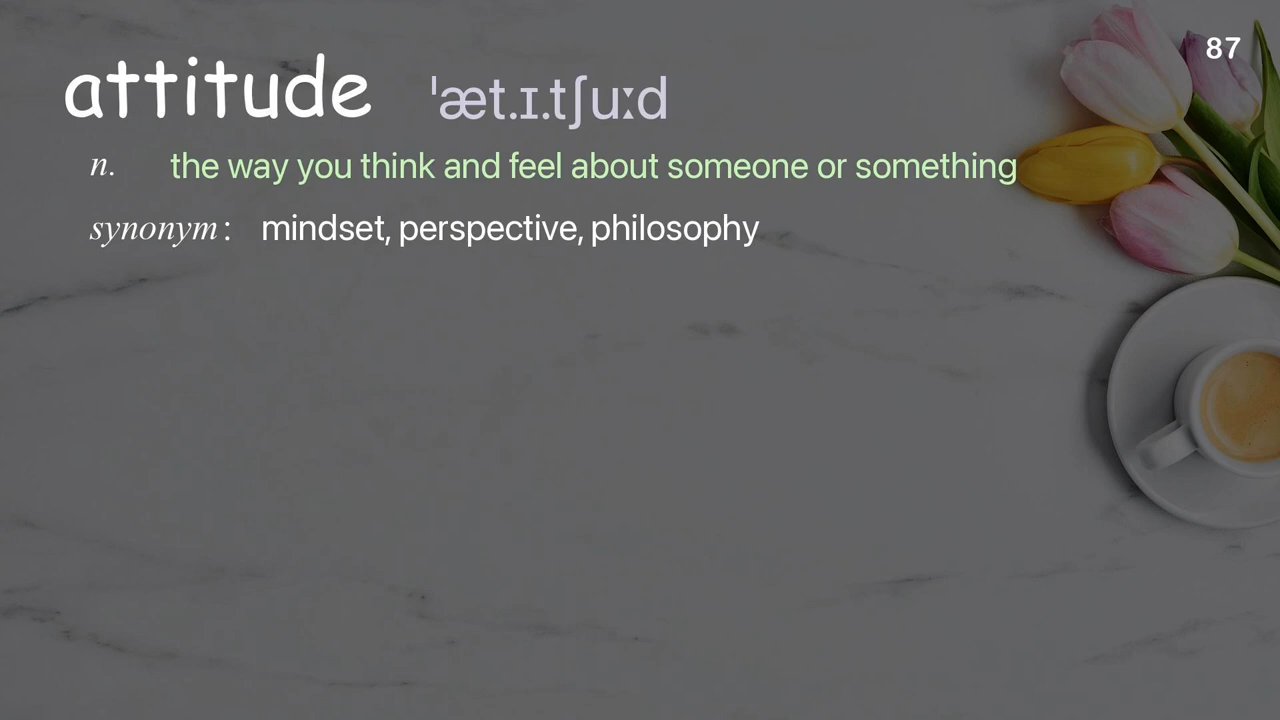 87
attitude ˈæt.ɪ.tʃuːd
n. the way you think and feel about someone or something
synonym: mindset, perspective, philosophy